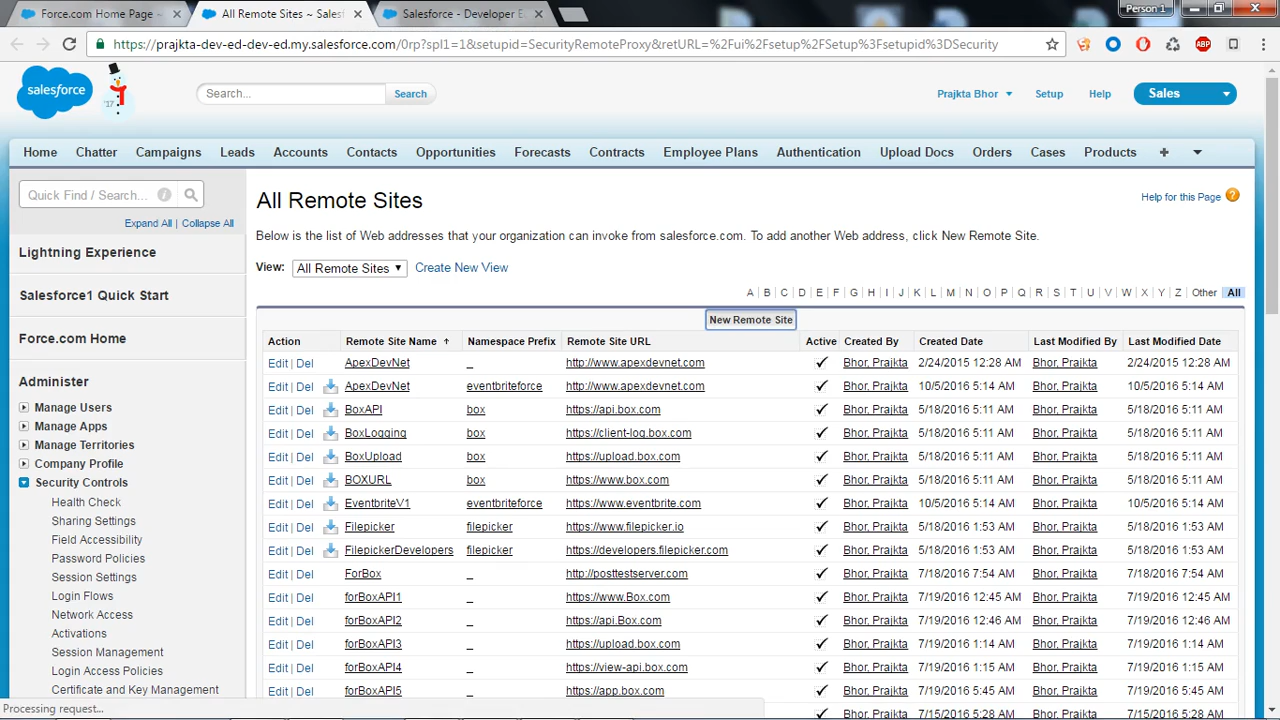 Force.com Home Page ~
All Remote Sites ~ Salesf
Salesforce - Developer E
Person 1
https://prajkta-dev-ed-dev-ed.my.salesforce.com/0rp?spl1=1&setupid=SecurityRemoteProxy&retURL=%2Fui%2Fsetup%2FSetup%3Fsetupid%3DSecurity
ABP
salesforce
'17
Search...
Search
Prajkta Bhor
Setup
Help
Sales
Home Chatter Campaigns Leads Accounts Contacts Opportunities Forecasts Contracts Employee Plans Authentication Upload Docs Orders Cases Products +
Quick Find / Search...
Expand All | Collapse All
Lightning Experience
Salesforce1 Quick Start
Force.com Home
Administer
Manage Users
Manage Apps
Manage Territories
Company Profile
Security Controls
Health Check
Sharing Settings
Field Accessibility
Password Policies
Session Settings
Login Flows
Network Access
Activations
Session Management
Login Access Policies
Certificate and Key Management
Processing request...
All Remote Sites
Help for this Page ?
Below is the list of Web addresses that your organization can invoke from salesforce.com. To add another Web address, click New Remote Site.
View: All Remote Sites Create New View
A | B | C | D | E | F | G | H | I | J | K | L | M | N | O | P | Q | R | S | T | U | V | W | X | Y | Z | Other | All
New Remote Site
Action Remote Site Name ↑ Namespace Prefix Remote Site URL Active Created By Created Date Last Modified By Last Modified Date
Edit | Del ApexDevNet _ http://www.apexdevnet.com ✓ Bhor, Prajkta 2/24/2015 12:28 AM Bhor, Prajkta 2/24/2015 12:28 AM
Edit | Del ApexDevNet eventbriteforce http://www.apexdevnet.com ✓ Bhor, Prajkta 10/5/2016 5:14 AM Bhor, Prajkta 10/5/2016 5:14 AM
Edit | Del BoxAPI box https://api.box.com ✓ Bhor, Prajkta 5/18/2016 5:11 AM Bhor, Prajkta 5/18/2016 5:11 AM
Edit | Del BoxLogging box https://client-log.box.com ✓ Bhor, Prajkta 5/18/2016 5:11 AM Bhor, Prajkta 5/18/2016 5:11 AM
Edit | Del BoxUpload box https://upload.box.com ✓ Bhor, Prajkta 5/18/2016 5:11 AM Bhor, Prajkta 5/18/2016 5:11 AM
Edit | Del BOXURL box https://www.box.com ✓ Bhor, Prajkta 5/18/2016 5:11 AM Bhor, Prajkta 5/18/2016 5:11 AM
Edit | Del EventbriteV1 eventbriteforce https://www.eventbrite.com ✓ Bhor, Prajkta 10/5/2016 5:14 AM Bhor, Prajkta 10/5/2016 5:14 AM
Edit | Del Filepicker filepicker https://www.filepicker.io ✓ Bhor, Prajkta 5/18/2016 1:53 AM Bhor, Prajkta 5/18/2016 1:53 AM
Edit | Del FilepickerDevelopers filepicker https://developers.filepicker.com ✓ Bhor, Prajkta 5/18/2016 1:53 AM Bhor, Prajkta 5/18/2016 1:53 AM
Edit | Del ForBox _ http://posttestserver.com ✓ Bhor, Prajkta 7/18/2016 7:54 AM Bhor, Prajkta 7/18/2016 7:54 AM
Edit | Del forBoxAPI1 _ https://www.Box.com ✓ Bhor, Prajkta 7/19/2016 12:45 AM Bhor, Prajkta 7/19/2016 12:45 AM
Edit | Del forBoxAPI2 _ https://api.Box.com ✓ Bhor, Prajkta 7/19/2016 12:46 AM Bhor, Prajkta 7/19/2016 12:46 AM
Edit | Del forBoxAPI3 _ https://upload.box.com ✓ Bhor, Prajkta 7/19/2016 1:14 AM Bhor, Prajkta 7/19/2016 1:14 AM
Edit | Del forBoxAPI4 _ https://view-api.box.com ✓ Bhor, Prajkta 7/19/2016 1:15 AM Bhor, Prajkta 7/19/2016 1:15 AM
Edit | Del forBoxAPI5 _ https://app.box.com ✓ Bhor, Prajkta 7/19/2016 5:45 AM Bhor, Prajkta 7/19/2016 5:45 AM
✓ Bhor, Prajkta 7/15/2016 5:28 AM Bhor, Prajkta 7/15/2016 5:28 AM